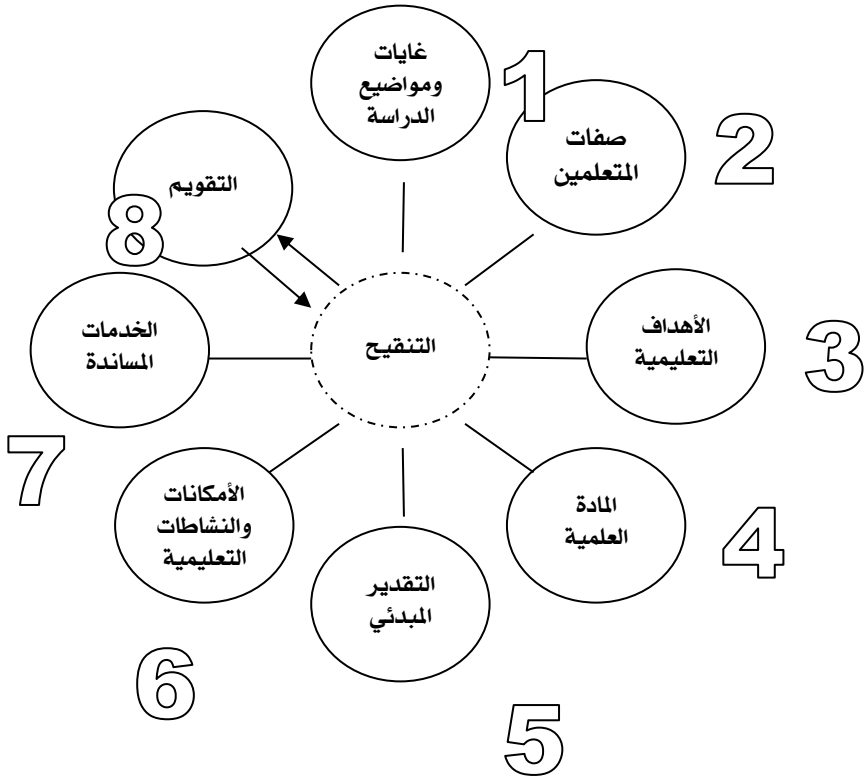 غايات
ومواضيع
الدراسة
1
صفات
المتعلمين
2
الأهداف
التعليمية
3
المادة
العلمية
4
التقدير
المبدئي
5
الأمكانات
والنشاطات
التعليمية
6
الخدمات
المساندة
7
التقويم
8
التنقيح